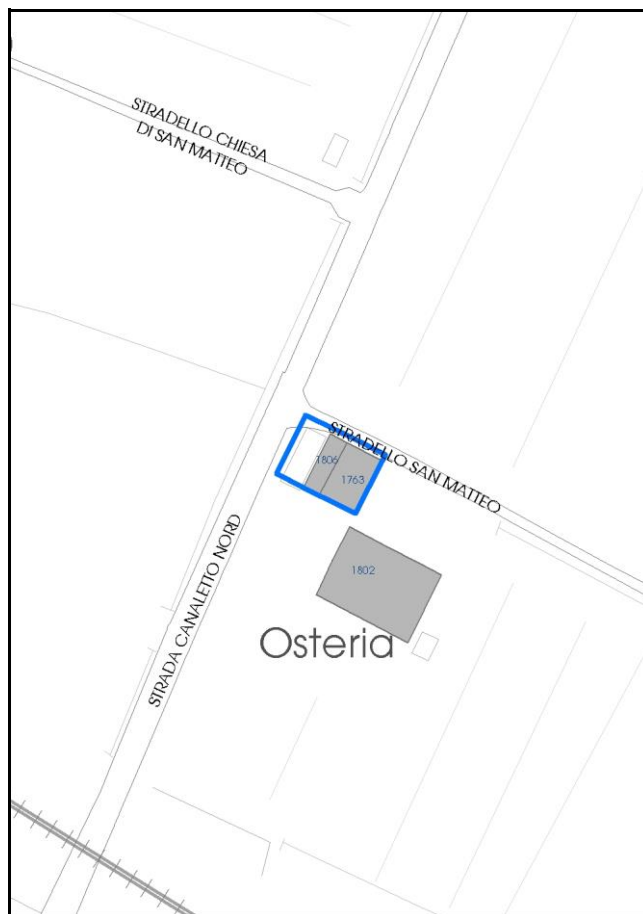 STRADELLO CHIESA
DI SAN MATTEO
STRADELLO SAN MATTEO
1806
1763
1802
STRADA CANALETTO NORD
Osteria